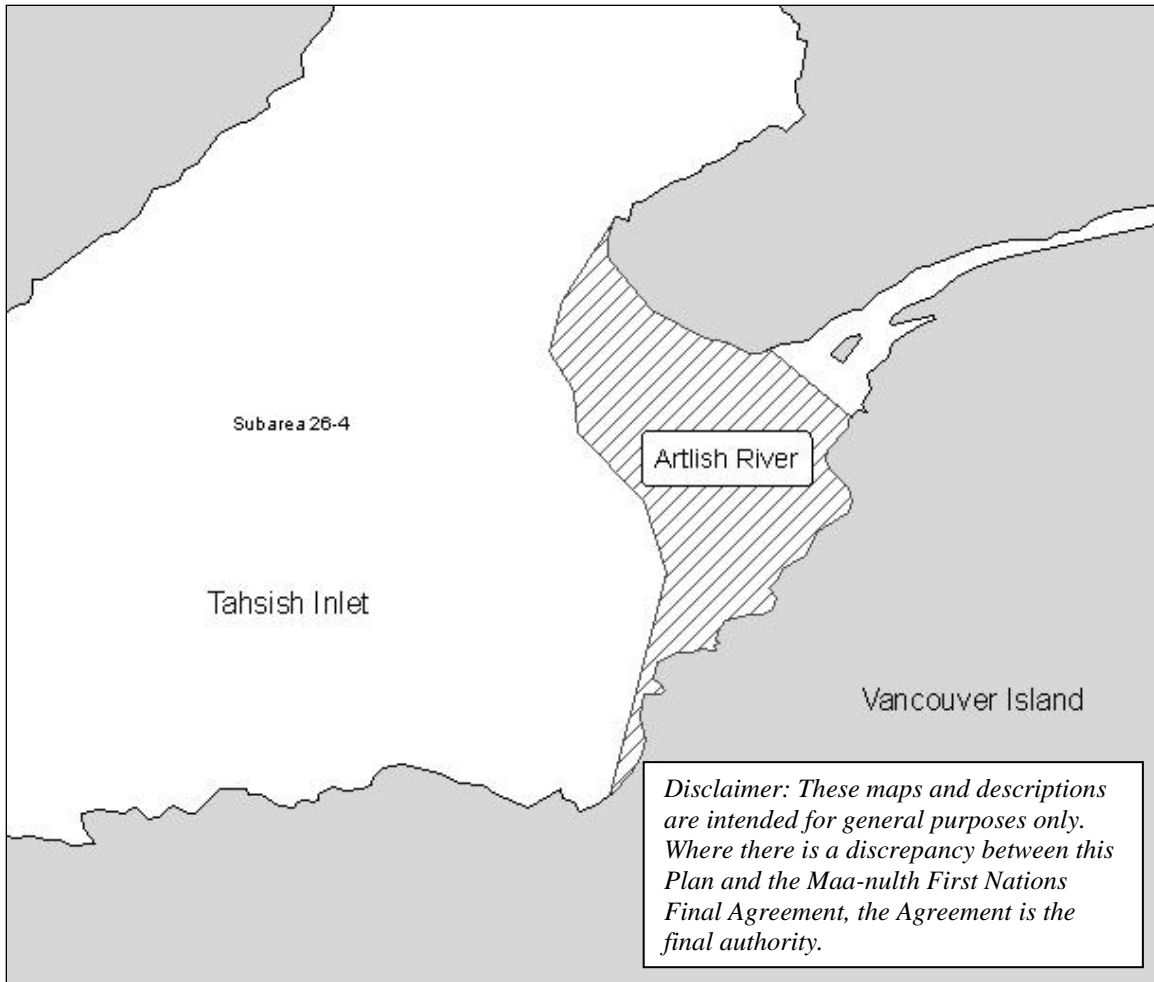 Subarea 26-4
Artlish River
Tahsish Inlet
Vancouver Island
Disclaimer: These maps and descriptions
are intended for general purposes only.
Where there is a discrepancy between this
Plan and the Maa-nulth First Nations
Final Agreement, the Agreement is the
final authority.